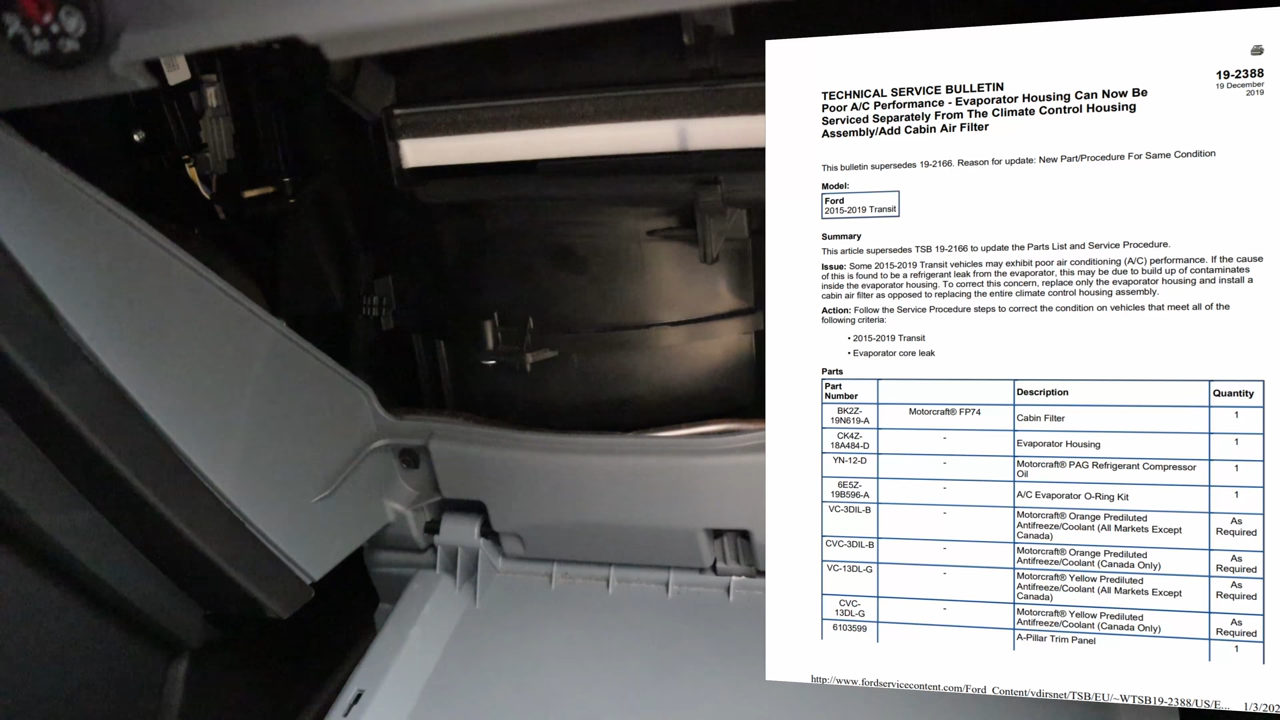 19-2388
19 December
2019
TECHNICAL SERVICE BULLETIN
Poor A/C Performance - Evaporator Housing Can Now Be
Serviced Separately From The Climate Control Housing
Assembly/Add Cabin Air Filter
This bulletin supersedes 19-2166. Reason for update: New Part/Procedure For Same Condition
Model:
Ford
2015-2019 Transit
Summary
This article supersedes TSB 19-2166 to update the Parts List and Service Procedure.
Issue: Some 2015-2019 Transit vehicles may exhibit poor air conditioning (A/C) performance. If the cause
of this is found to be a refrigerant leak from the evaporator, this may be due to build up of contaminates
inside the evaporator housing. To correct this concern, replace only the evaporator housing and install a
cabin air filter as opposed to replacing the entire climate control housing assembly.
Action: Follow the Service Procedure steps to correct the condition on vehicles that meet all of the
following criteria:
• 2015-2019 Transit
• Evaporator core leak
Parts
Part
Number
Description
Quantity
BK2Z-
19N619-A
Motorcraft® FP74
Cabin Filter
1
CK4Z-
18A484-D
-
Evaporator Housing
1
YN-12-D
-
Motorcraft® PAG Refrigerant Compressor
Oil
1
6E5Z-
19B596-A
-
A/C Evaporator O-Ring Kit
1
VC-3DIL-B
-
Motorcraft® Orange Prediluted
Antifreeze/Coolant (All Markets Except
Canada)
As
Required
CVC-3DIL-B
-
Motorcraft® Orange Prediluted
Antifreeze/Coolant (Canada Only)
As
Required
VC-13DL-G
-
Motorcraft® Yellow Prediluted
Antifreeze/Coolant (All Markets Except
Canada)
As
Required
CVC-
13DL-G
-
Motorcraft® Yellow Prediluted
Antifreeze/Coolant (Canada Only)
As
Required
6103599
A-Pillar Trim Panel
1
http://www.fordservicecontent.com/Ford_Content/vdirsnet/TSB/EU/~WTSB19-2388/US/E...
1/3/202